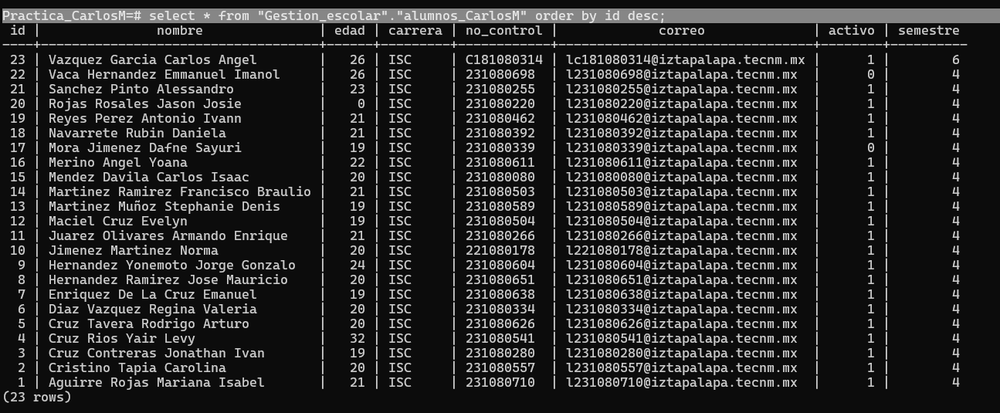 Practica_CarlosM=# select * from "Gestion_escolar"."alumnos_CarlosM" order by id desc;
 id |               nombre               | edad | carrera | no_control |              correo              | activo | semestre
----+------------------------------------+------+---------+------------+----------------------------------+--------+----------
 23 | Vazquez Garcia Carlos Angel        |   26 | ISC     | C181080314 | lc181080314@iztapalapa.tecnm.mx  |      1 |        6
 22 | Vaca Hernandez Emmanuel Imanol     |   26 | ISC     | 231080698  | l231080698@iztapalapa.tecnm.mx   |      0 |        4
 21 | Sanchez Pinto Alessandro           |   23 | ISC     | 231080255  | l231080255@iztapalapa.tecnm.mx   |      1 |        4
 20 | Rojas Rosales Jason Josie          |    0 | ISC     | 231080220  | l231080220@iztapalapa.tecnm.mx   |      1 |        4
 19 | Reyes Perez Antonio Ivann          |   21 | ISC     | 231080462  | l231080462@iztapalapa.tecnm.mx   |      1 |        4
 18 | Navarrete Rubin Daniela            |   21 | ISC     | 231080392  | l231080392@iztapalapa.tecnm.mx   |      1 |        4
 17 | Mora Jimenez Dafne Sayuri          |   19 | ISC     | 231080339  | l231080339@iztapalapa.tecnm.mx   |      0 |        4
 16 | Merino Angel Yoana                 |   22 | ISC     | 231080611  | l231080611@iztapalapa.tecnm.mx   |      1 |        4
 15 | Mendez Davila Carlos Isaac         |   20 | ISC     | 231080080  | l231080080@iztapalapa.tecnm.mx   |      1 |        4
 14 | Martinez Ramirez Francisco Braulio |   21 | ISC     | 231080503  | l231080503@iztapalapa.tecnm.mx   |      1 |        4
 13 | Martinez Muñoz Stephanie Denis     |   19 | ISC     | 231080589  | l231080589@iztapalapa.tecnm.mx   |      1 |        4
 12 | Maciel Cruz Evelyn                 |   19 | ISC     | 231080504  | l231080504@iztapalapa.tecnm.mx   |      1 |        4
 11 | Juarez Olivares Armando Enrique    |   21 | ISC     | 231080266  | l231080266@iztapalapa.tecnm.mx   |      1 |        4
 10 | Jimenez Martinez Norma             |   20 | ISC     | 221080178  | l221080178@iztapalapa.tecnm.mx   |      1 |        4
  9 | Hernandez Yonemoto Jorge Gonzalo   |   24 | ISC     | 231080604  | l231080604@iztapalapa.tecnm.mx   |      1 |        4
  8 | Hernandez Ramirez Jose Mauricio    |   20 | ISC     | 231080651  | l231080651@iztapalapa.tecnm.mx   |      1 |        4
  7 | Enriquez De La Cruz Emanuel        |   19 | ISC     | 231080638  | l231080638@iztapalapa.tecnm.mx   |      1 |        4
  6 | Diaz Vazquez Regina Valeria        |   20 | ISC     | 231080334  | l231080334@iztapalapa.tecnm.mx   |      1 |        4
  5 | Cruz Tavera Rodrigo Arturo         |   20 | ISC     | 231080626  | l231080626@iztapalapa.tecnm.mx   |      1 |        4
  4 | Cruz Rios Yair Levy                |   32 | ISC     | 231080541  | l231080541@iztapalapa.tecnm.mx   |      1 |        4
  3 | Cruz Contreras Jonathan Ivan       |   19 | ISC     | 231080280  | l231080280@iztapalapa.tecnm.mx   |      1 |        4
  2 | Cristino Tapia Carolina            |   20 | ISC     | 231080557  | l231080557@iztapalapa.tecnm.mx   |      1 |        4
  1 | Aguirre Rojas Mariana Isabel       |   21 | ISC     | 231080710  | l231080710@iztapalapa.tecnm.mx   |      1 |        4
(23 rows)